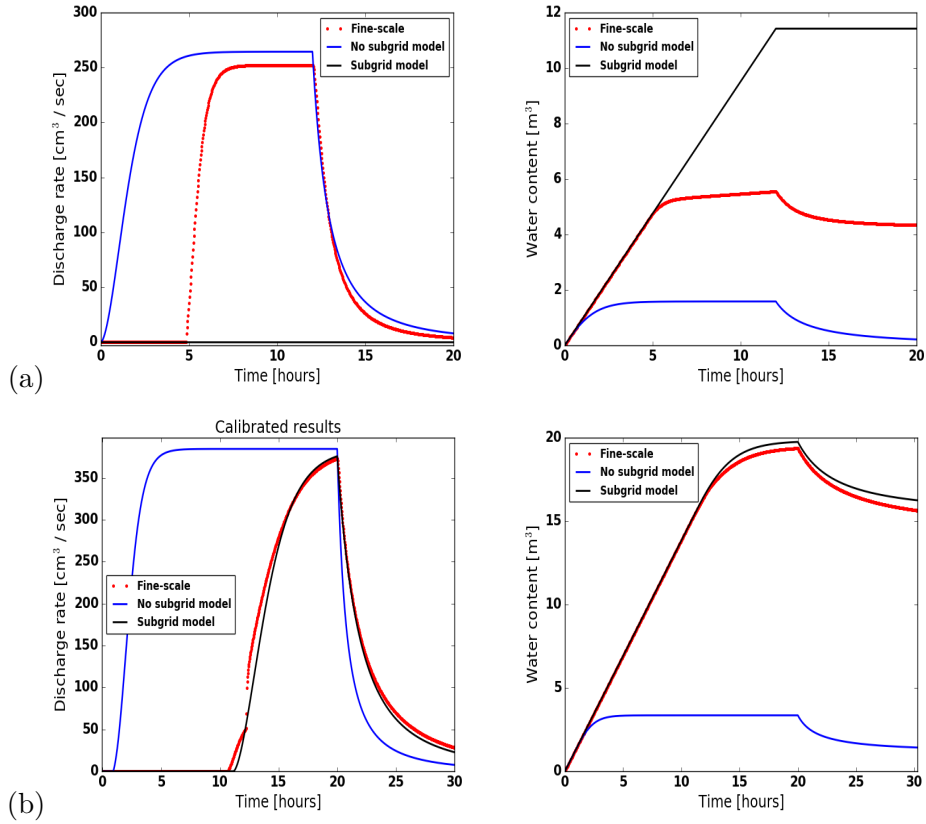 300
250
200
150
100
50
0
0
5
10
15
20
Discharge rate [cm³ / sec]
Time [hours]
Fine-scale
No subgrid model
Subgrid model
12
10
8
6
4
2
0
0
5
10
15
20
Water content [m³]
Time [hours]
Fine-scale
No subgrid model
Subgrid model
(a)
Calibrated results
350
300
250
200
150
100
50
0
0
5
10
15
20
25
30
Discharge rate [cm³ / sec]
Time [hours]
Fine-scale
No subgrid model
Subgrid model
20
15
10
5
0
0
5
10
15
20
25
30
Water content [m³]
Time [hours]
Fine-scale
No subgrid model
Subgrid model
(b)